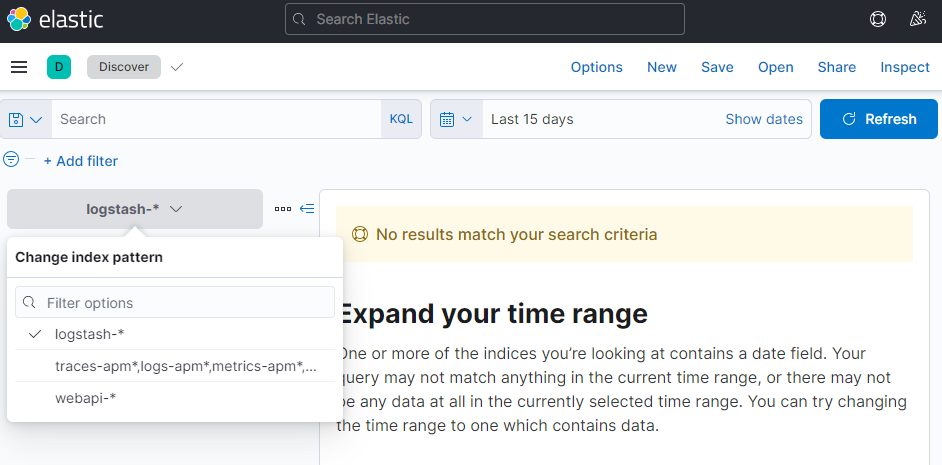 elastic
Search Elastic
D
Discover
Options
New
Save
Open
Share
Inspect
Search
KQL
Last 15 days
Show dates
Refresh
+ Add filter
logstash-*
Change index pattern
Filter options
logstash-*
traces-apm*,logs-apm*,metrics-apm*,...
webapi-*
No results match your search criteria
Expand your time range
One or more of the indices you’re looking at contains a date field. Your
query may not match anything in the current time range, or there may not
be any data at all in the currently selected time range. You can try changing
the time range to one which contains data.